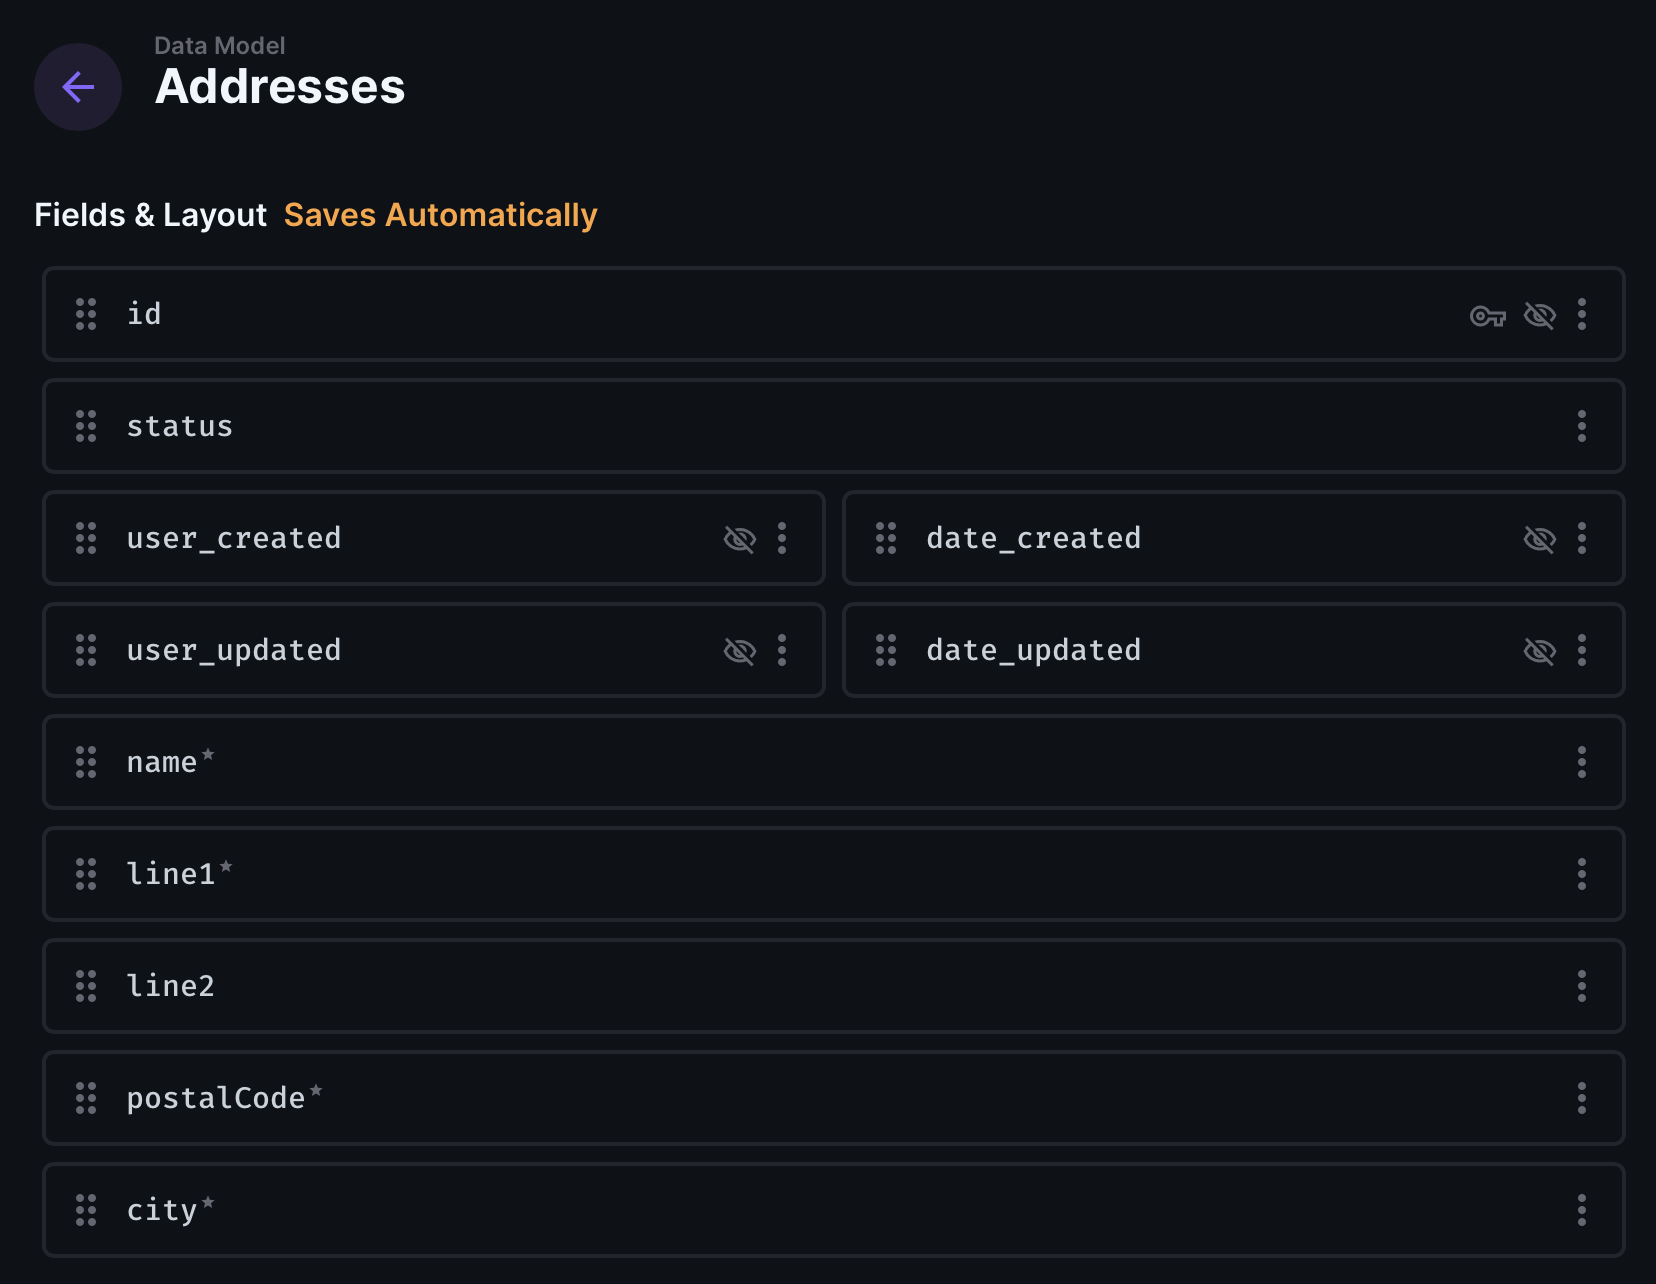 Data Model
Addresses
Fields & Layout Saves Automatically
id
status
user_created date_created
user_updated date_updated
name*
line1*
line2
postalCode*
city*